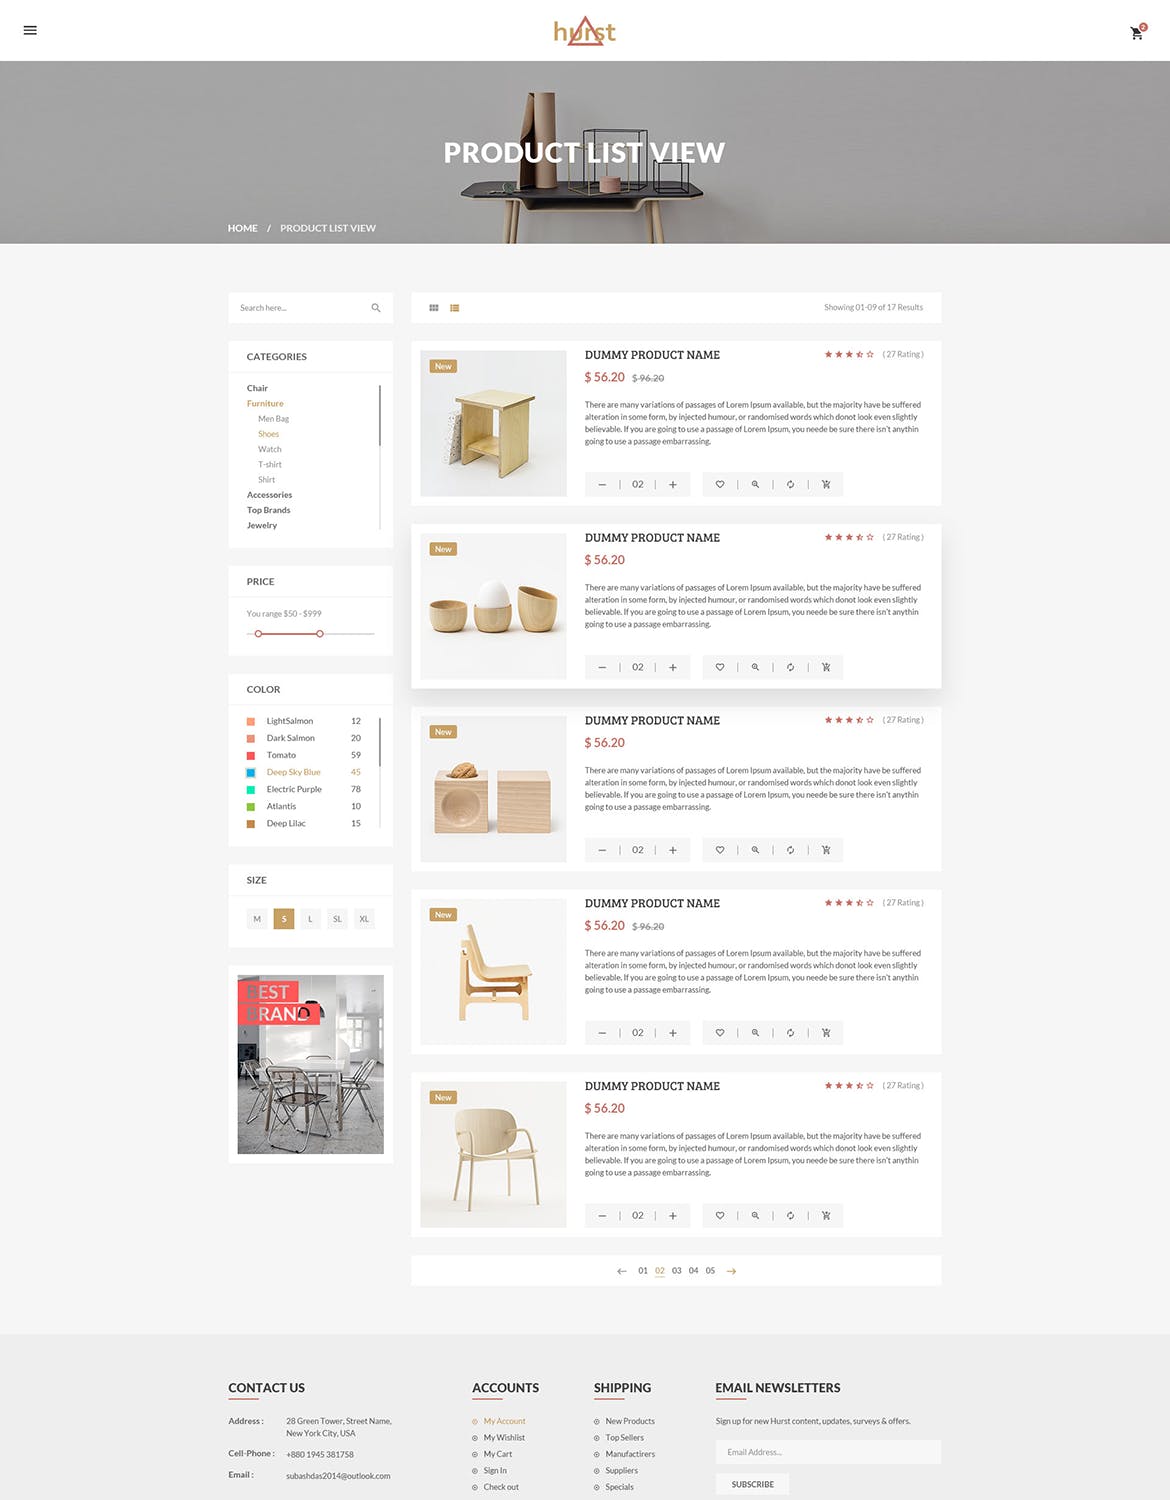 hurst
2
PRODUCT LIST VIEW
HOME / PRODUCT LIST VIEW
Search here...
CATEGORIES
Chair
Furniture
Men Bag
Shoes
Watch
T-shirt
Shirt
Accessories
Top Brands
Jewelry
PRICE
You range $50 - $999
COLOR
LightSalmon 12
Dark Salmon 20
Tomato 59
Deep Sky Blue 45
Electric Purple 78
Atlantis 10
Deep Lilac 15
SIZE
M S L SL XL
BEST
BRAND
Showing 01-09 of 17 Results
New
DUMMY PRODUCT NAME
( 27 Rating )
$ 56.20 $ 96.20
There are many variations of passages of Lorem Ipsum available, but the majority have be suffered
alteration in some form, by injected humour, or randomised words which donot look even slightly
believable. If you are going to use a passage of Lorem Ipsum, you neede be sure there isn't anythin
going to use a passage embarrassing.
— | 02 | +
New
DUMMY PRODUCT NAME
( 27 Rating )
$ 56.20
There are many variations of passages of Lorem Ipsum available, but the majority have be suffered
alteration in some form, by injected humour, or randomised words which donot look even slightly
believable. If you are going to use a passage of Lorem Ipsum, you neede be sure there isn't anythin
going to use a passage embarrassing.
— | 02 | +
New
DUMMY PRODUCT NAME
( 27 Rating )
$ 56.20
There are many variations of passages of Lorem Ipsum available, but the majority have be suffered
alteration in some form, by injected humour, or randomised words which donot look even slightly
believable. If you are going to use a passage of Lorem Ipsum, you neede be sure there isn't anythin
going to use a passage embarrassing.
— | 02 | +
New
DUMMY PRODUCT NAME
( 27 Rating )
$ 56.20 $ 96.20
There are many variations of passages of Lorem Ipsum available, but the majority have be suffered
alteration in some form, by injected humour, or randomised words which donot look even slightly
believable. If you are going to use a passage of Lorem Ipsum, you neede be sure there isn't anythin
going to use a passage embarrassing.
— | 02 | +
New
DUMMY PRODUCT NAME
( 27 Rating )
$ 56.20
There are many variations of passages of Lorem Ipsum available, but the majority have be suffered
alteration in some form, by injected humour, or randomised words which donot look even slightly
believable. If you are going to use a passage of Lorem Ipsum, you neede be sure there isn't anythin
going to use a passage embarrassing.
— | 02 | +
← 01 02 03 04 05 →
CONTACT US
Address : 28 Green Tower, Street Name,
New York City, USA
Cell-Phone : +880 1945 381758
Email : subashdas2014@outlook.com
ACCOUNTS
My Account
My Wishlist
My Cart
Sign In
Check out
SHIPPING
New Products
Top Sellers
Manufactirers
Suppliers
Specials
EMAIL NEWSLETTERS
Sign up for new Hurst content, updates, surveys & offers.
Email Address...
SUBSCRIBE